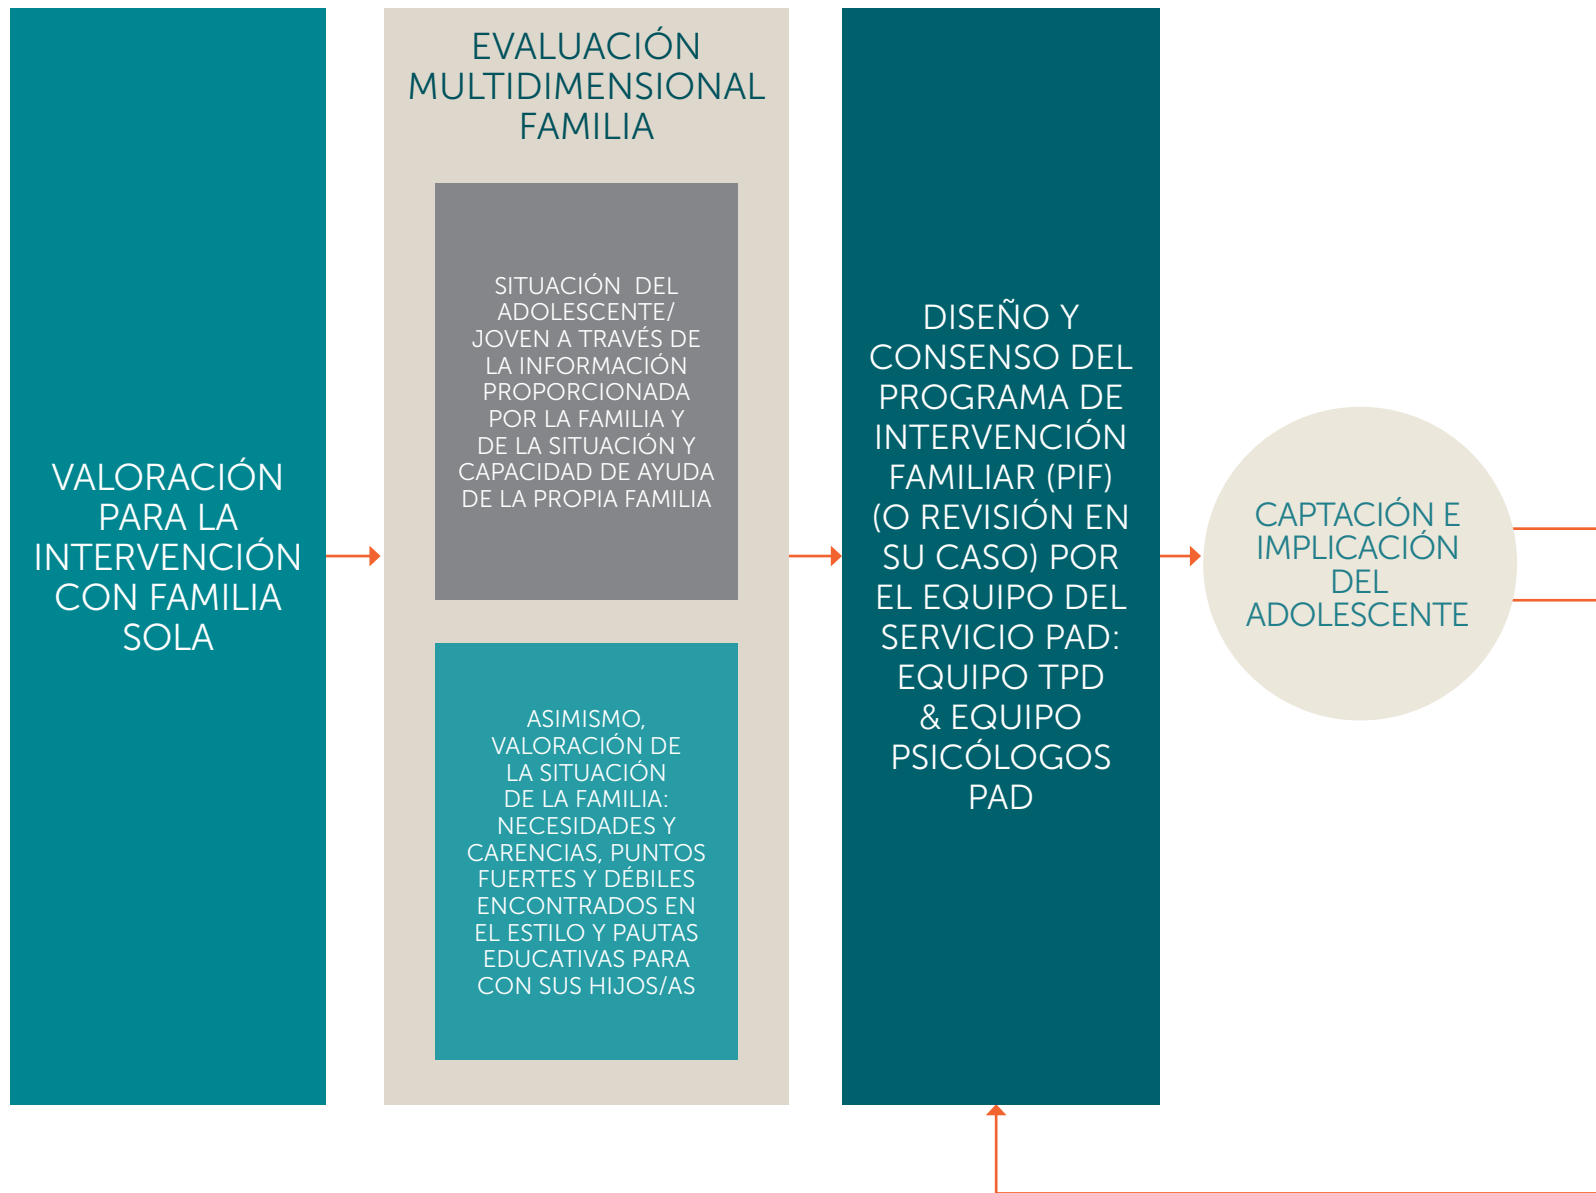 VALORACIÓN
PARA LA
INTERVENCIÓN
CON FAMILIA
SOLA
EVALUACIÓN
MULTIDIMENSIONAL
FAMILIA
SITUACIÓN DEL
ADOLESCENTE/
JOVEN A TRAVÉS DE
LA INFORMACIÓN
PROPORCIONADA
POR LA FAMILIA Y
DE LA SITUACIÓN Y
CAPACIDAD DE AYUDA
DE LA PROPIA FAMILIA
ASIMISMO,
VALORACIÓN DE
LA SITUACIÓN
DE LA FAMILIA:
NECESIDADES Y
CARENCIAS, PUNTOS
FUERTES Y DÉBILES
ENCONTRADOS EN
EL ESTILO Y PAUTAS
EDUCATIVAS PARA
CON SUS HIJOS/AS
DISEÑO Y
CONSENSO DEL
PROGRAMA DE
INTERVENCIÓN
FAMILIAR (PIF)
(O REVISIÓN EN
SU CASO) POR
EL EQUIPO DEL
SERVICIO PAD:
EQUIPO TPD
& EQUIPO
PSICÓLOGOS
PAD
CAPTACIÓN E
IMPLICACIÓN
DEL
ADOLESCENTE